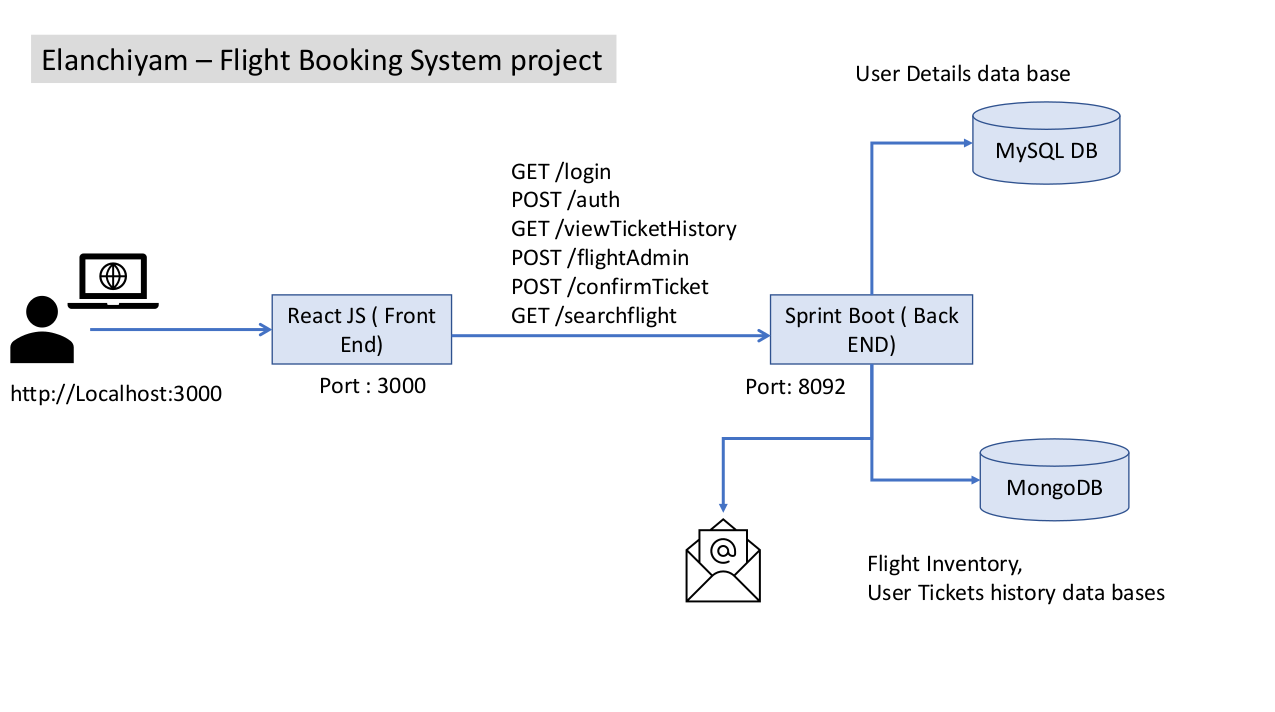 Elanchiyam – Flight Booking System project
User Details data base
MySQL DB
GET /login
POST /auth
GET /viewTicketHistory
POST /flightAdmin
POST /confirmTicket
GET /searchflight
React JS ( Front
End)
Sprint Boot ( Back
END)
http://Localhost:3000
Port : 3000
Port: 8092
MongoDB
@
Flight Inventory,
User Tickets history data bases